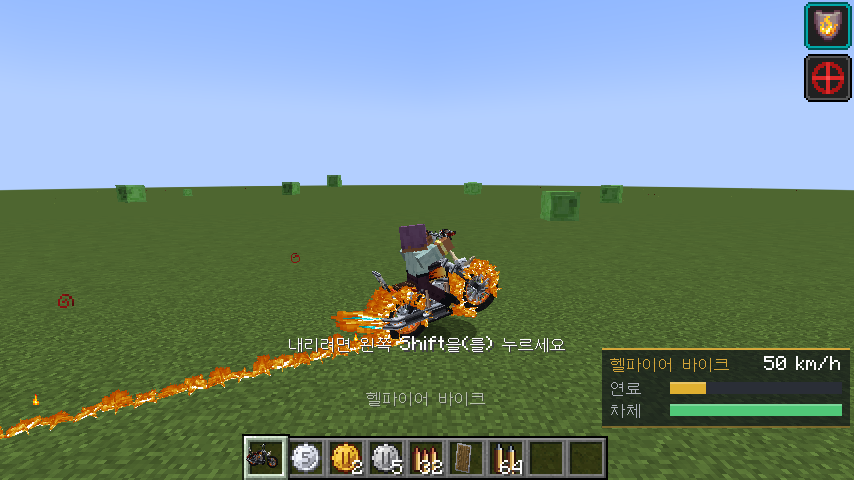 내리려면 왼쪽 Shift을(를) 누르세요
헬파이어 바이크 50 km/h
연료
차체
헬파이어 바이크
5 2 5 32 64